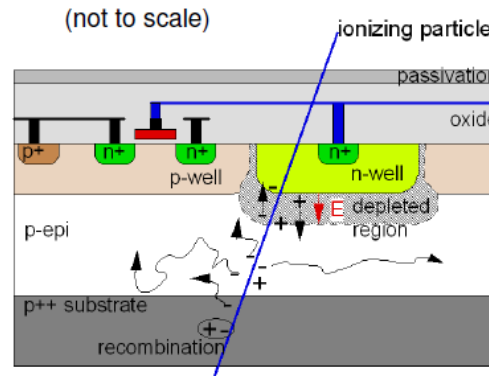 (not to scale)
ionizing particle
passivation
oxide
p+ n+ n+ n+
p-well n-well
- + E depleted
- +
p-epi region
-
- -
+
p++ substrate -
+ -
recombination